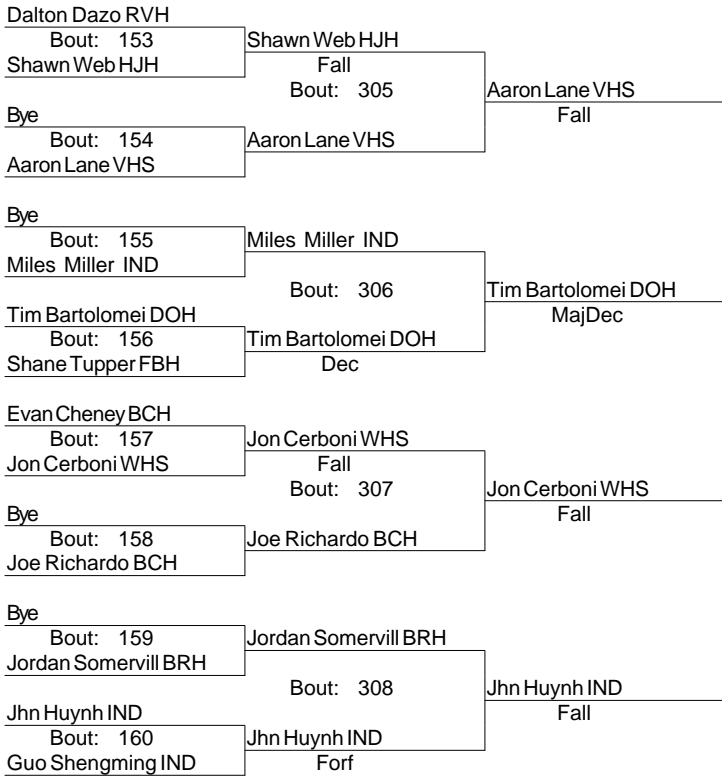 Dalton Dazo RVH
Bout: 153 Shawn Web HJH
Shawn Web HJH Fall
Bout: 305 Aaron Lane VHS
Bye Fall
Bout: 154 Aaron Lane VHS
Aaron Lane VHS
Bye
Bout: 155 Miles Miller IND
Miles Miller IND
Bout: 306 Tim Bartolomei DOH
Tim Bartolomei DOH MajDec
Bout: 156 Tim Bartolomei DOH
Shane Tupper FBH Dec
Evan Cheney BCH
Bout: 157 Jon Cerboni WHS
Jon Cerboni WHS Fall
Bout: 307 Jon Cerboni WHS
Bye Fall
Bout: 158 Joe Richardo BCH
Joe Richardo BCH
Bye
Bout: 159 Jordan Somervill BRH
Jordan Somervill BRH
Bout: 308 Jhn Huynh IND
Jhn Huynh IND Fall
Bout: 160 Jhn Huynh IND
Guo Shengming IND Forf